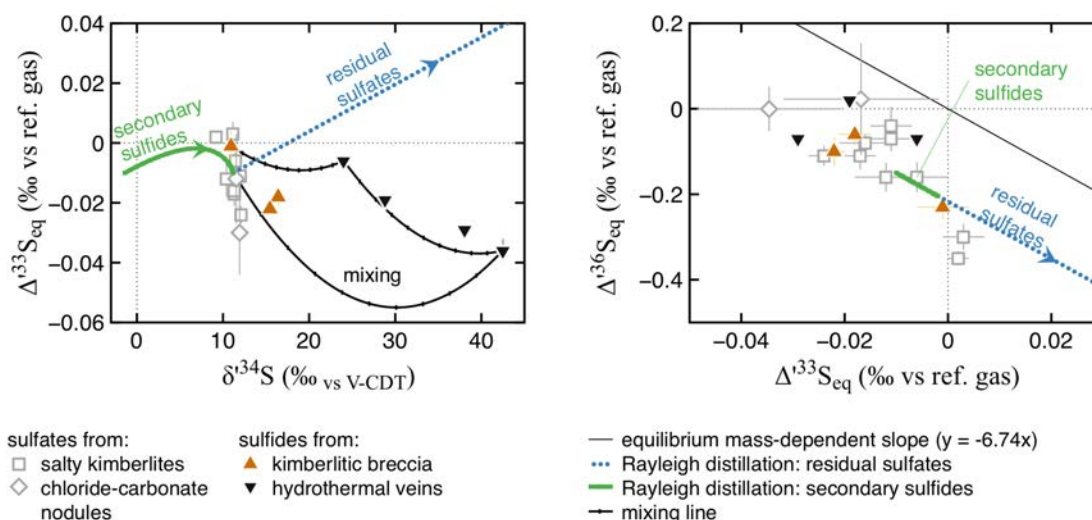 0.04
0.02
0
-0.02
-0.04
-0.06
Δ'³³Seq (‰ vs ref. gas)
secondary
sulfides
residual
sulfates
mixing
0 10 20 30 40
δ'³⁴S (‰ vs V-CDT)
0.2
0
-0.2
-0.4
Δ'³⁶Seq (‰ vs ref. gas)
secondary
sulfides
residual
sulfates
-0.04 -0.02 0 0.02
Δ'³³Seq (‰ vs ref. gas)
sulfates from:
salty kimberlites
chloride-carbonate
nodules
sulfides from:
kimberlitic breccia
hydrothermal veins
equilibrium mass-dependent slope (y = -6.74x)
Rayleigh distillation: residual sulfates
Rayleigh distillation: secondary sulfides
mixing line